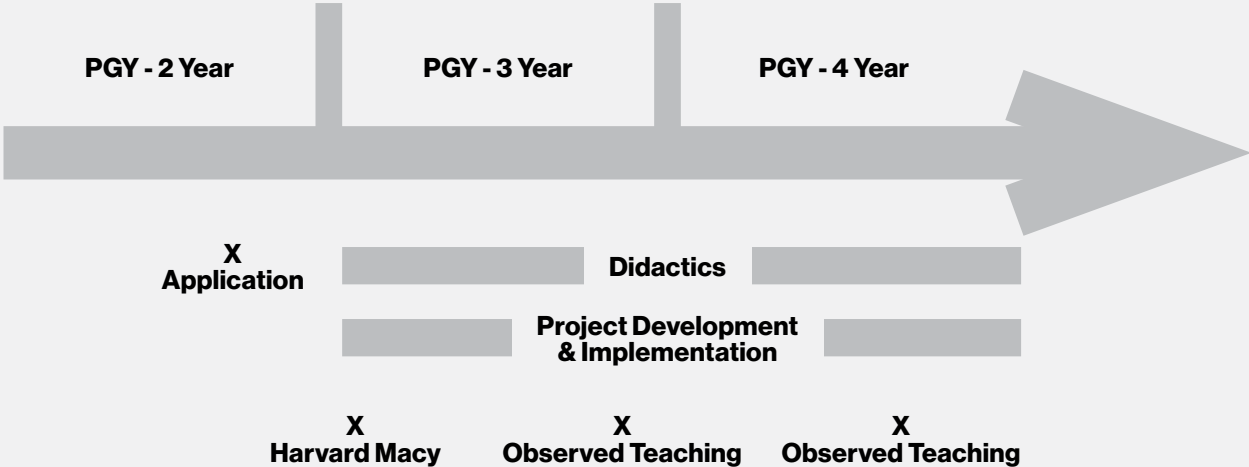 PGY - 2 Year
PGY - 3 Year
PGY - 4 Year
X
Application
Didactics
Project Development
& Implementation
X
Harvard Macy
X
Observed Teaching
X
Observed Teaching